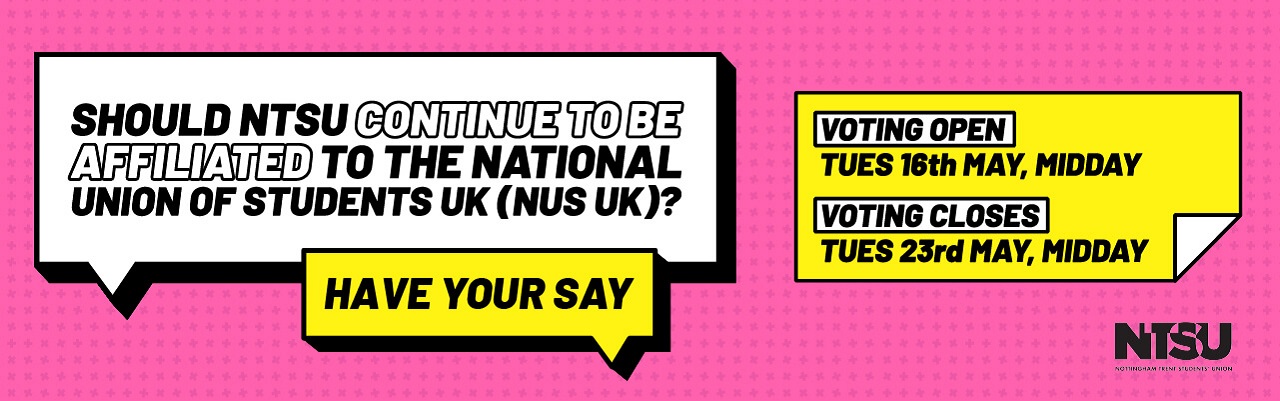 SHOULD NTSU CONTINUE TO BE
AFFILIATED TO THE NATIONAL
UNION OF STUDENTS UK (NUS UK)?
HAVE YOUR SAY
VOTING OPEN
TUES 16th MAY, MIDDAY
VOTING CLOSES
TUES 23rd MAY, MIDDAY
NTSU
NOTTINGHAM TRENT STUDENTS' UNION